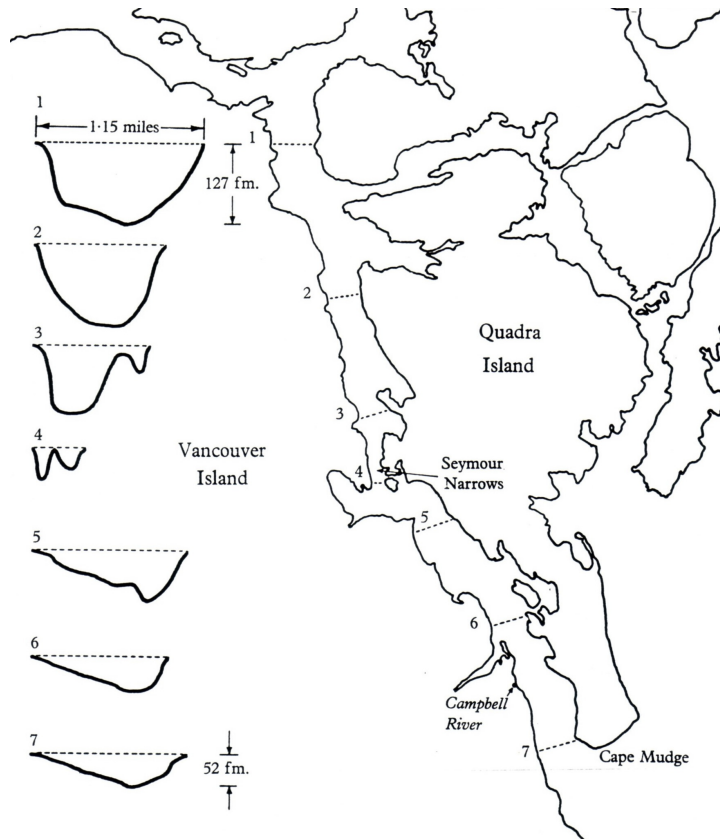 1
1·15 miles
1
127 fm.
2
2
3
3
4
4
5
5
6
6
7
7
52 fm.
Quadra
Island
Vancouver
Island
Seymour
Narrows
Campbell
River
Cape Mudge